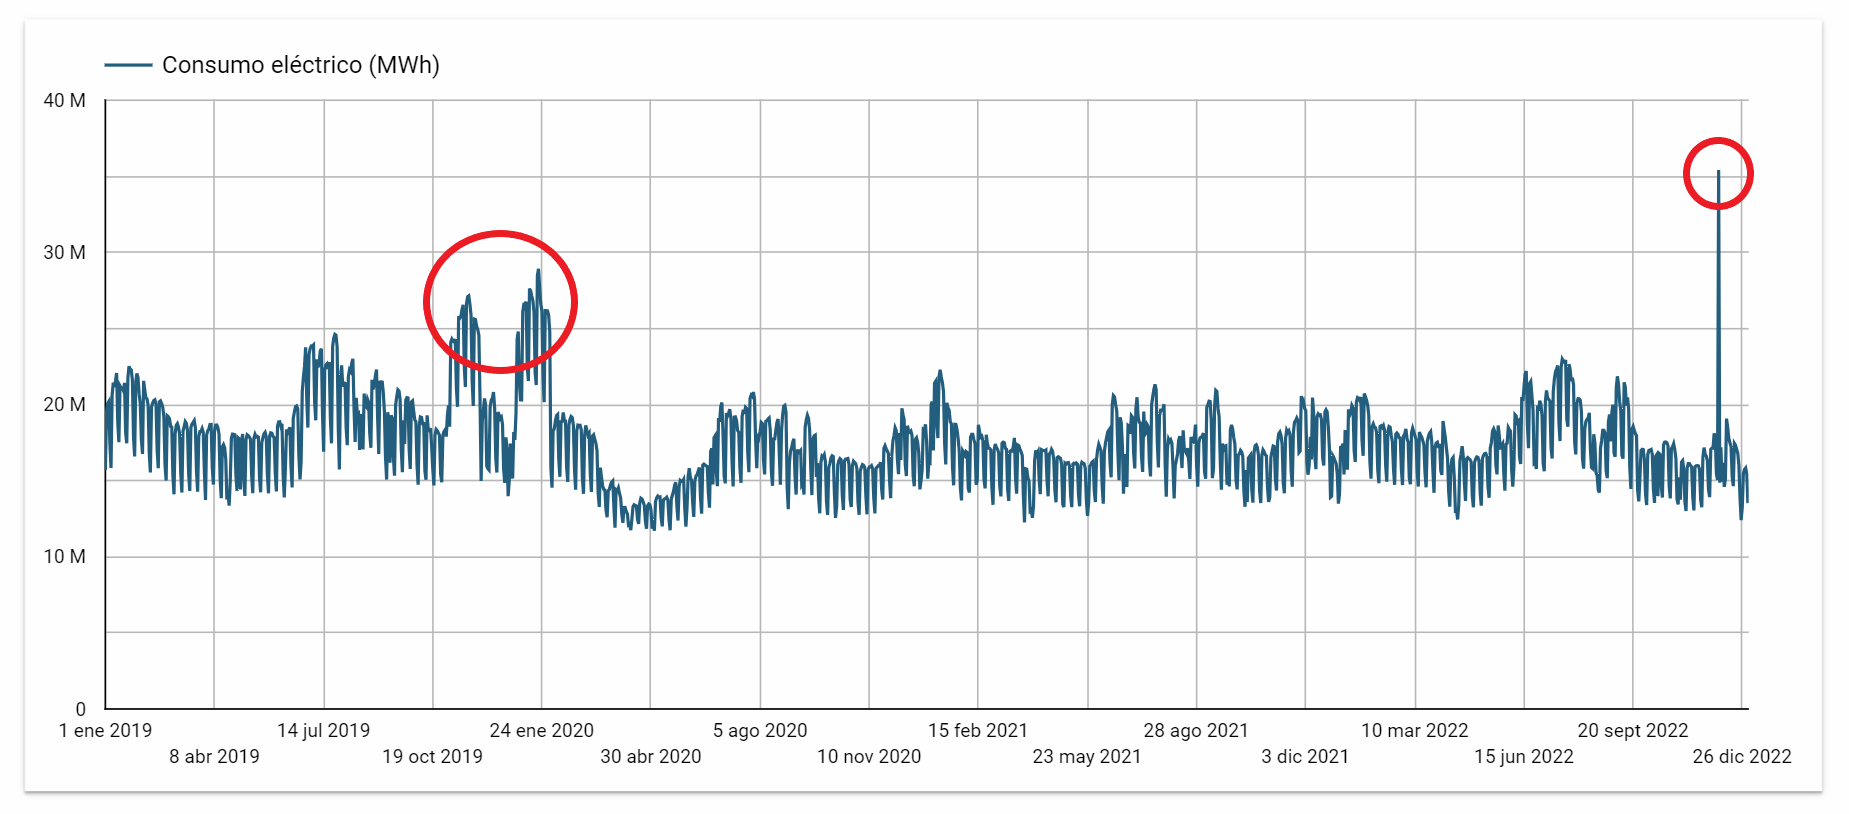 Consumo eléctrico (MWh)
40 M
30 M
20 M
10 M
0
1 ene 2019
8 abr 2019
14 jul 2019
19 oct 2019
24 ene 2020
30 abr 2020
5 ago 2020
10 nov 2020
15 feb 2021
23 may 2021
28 ago 2021
3 dic 2021
10 mar 2022
15 jun 2022
20 sept 2022
26 dic 2022